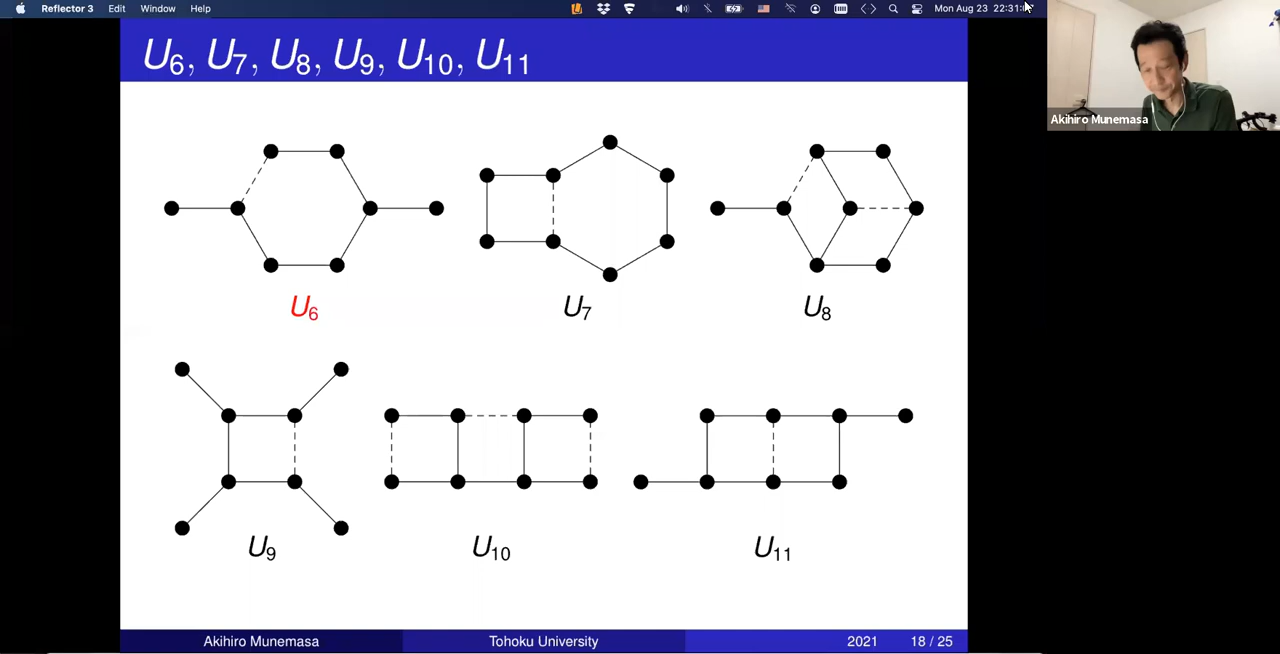 Reflector 3 Edit Window Help Mon Aug 23 22:31
U6, U7, U8, U9, U10, U11
Akihiro Munemasa
U6 U7 U8
U9 U10 U11
Akihiro Munemasa Tohoku University 2021 18 / 25